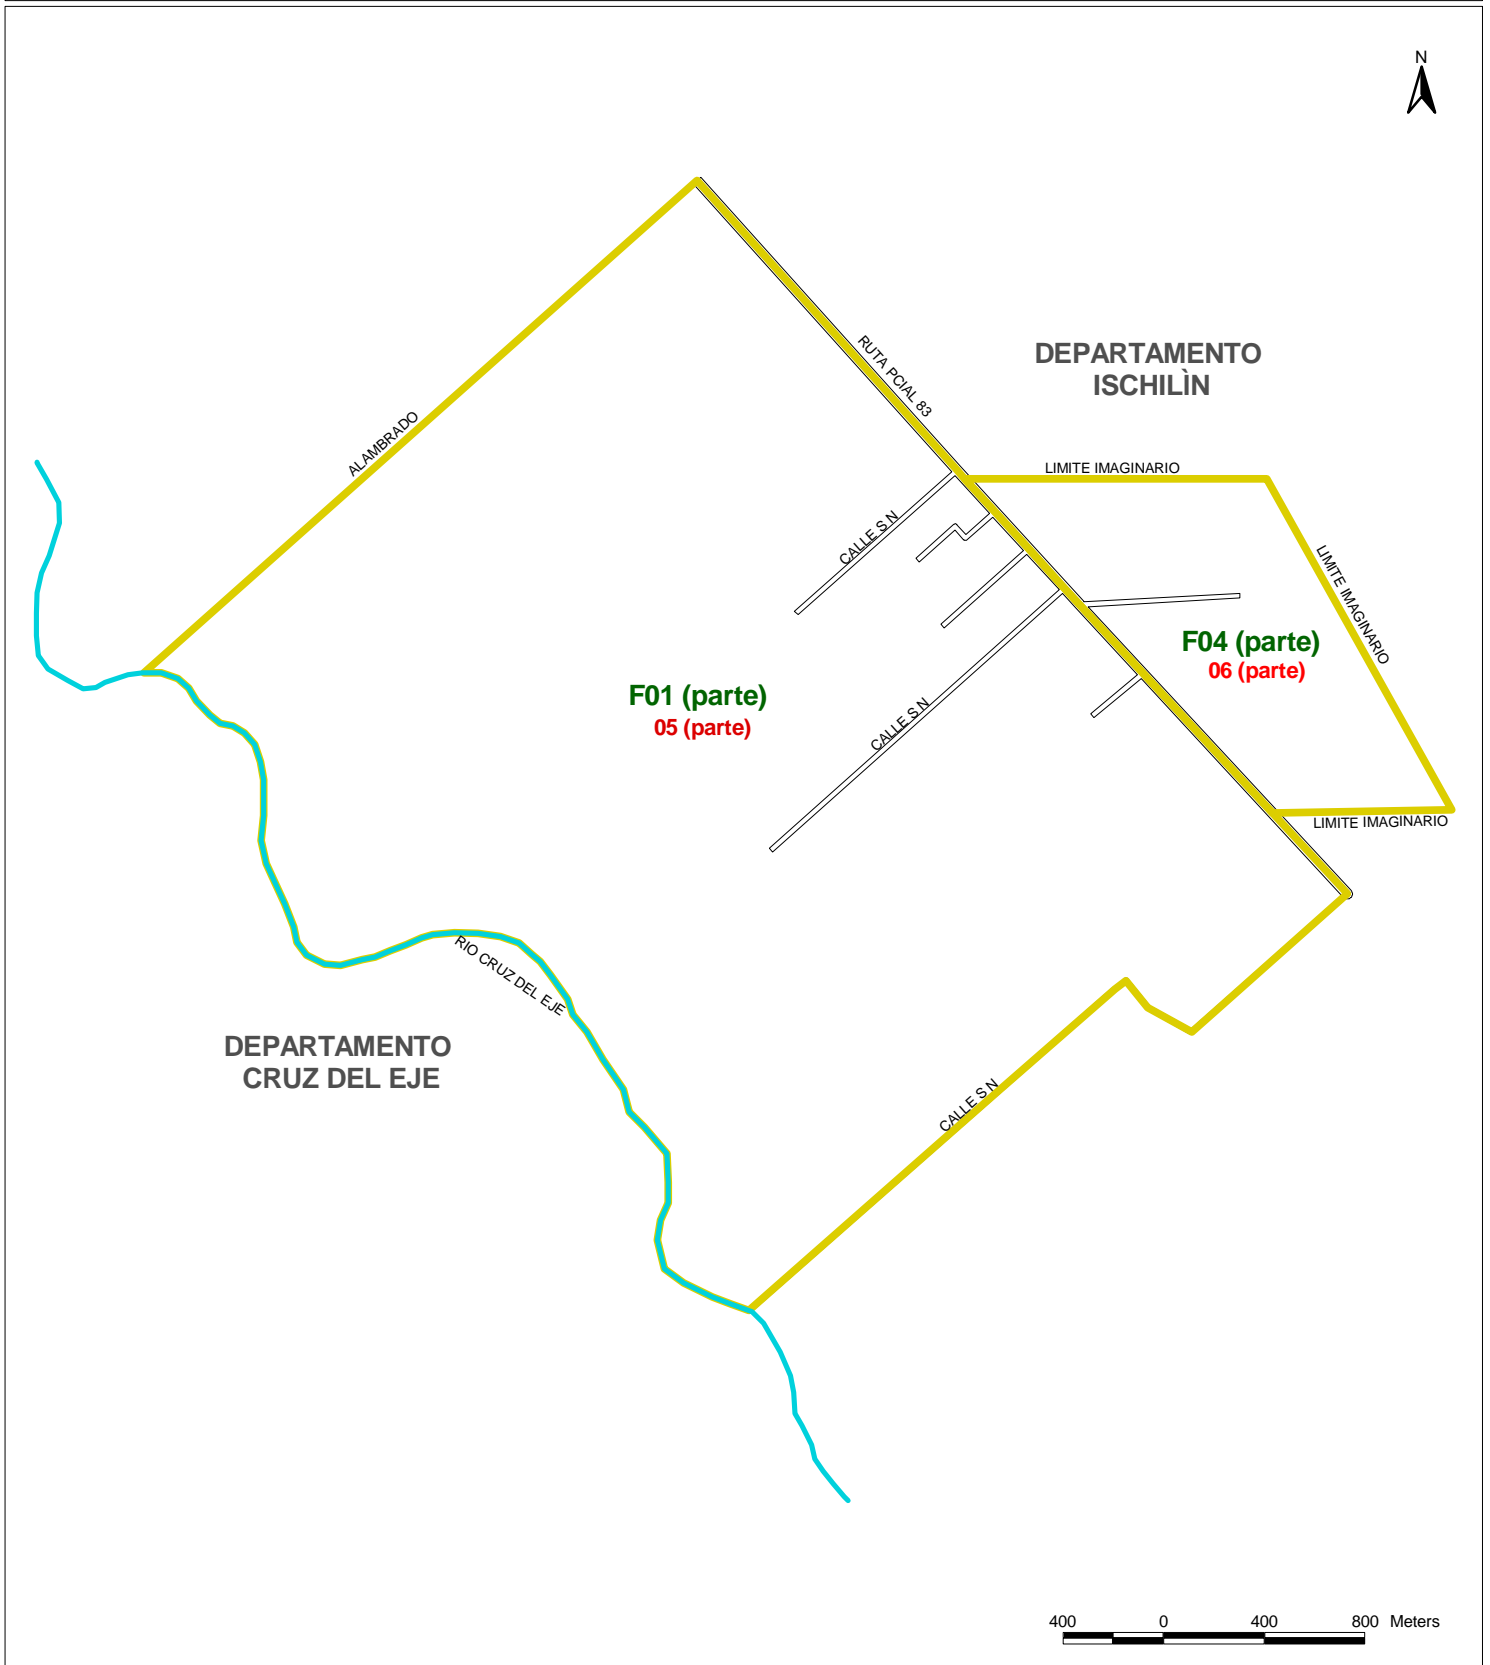 N
RUTA PCIAL 83
DEPARTAMENTO
ISCHILÌN
ALAMBRADO
LIMITE IMAGINARIO
CALLE S N
LIMITE IMAGINARIO
F04 (parte)
06 (parte)
F01 (parte)
05 (parte)
CALLE S N
LIMITE IMAGINARIO
RIO CRUZ DEL EJE
DEPARTAMENTO
CRUZ DEL EJE
CALLE S N
400 0 400 800 Meters